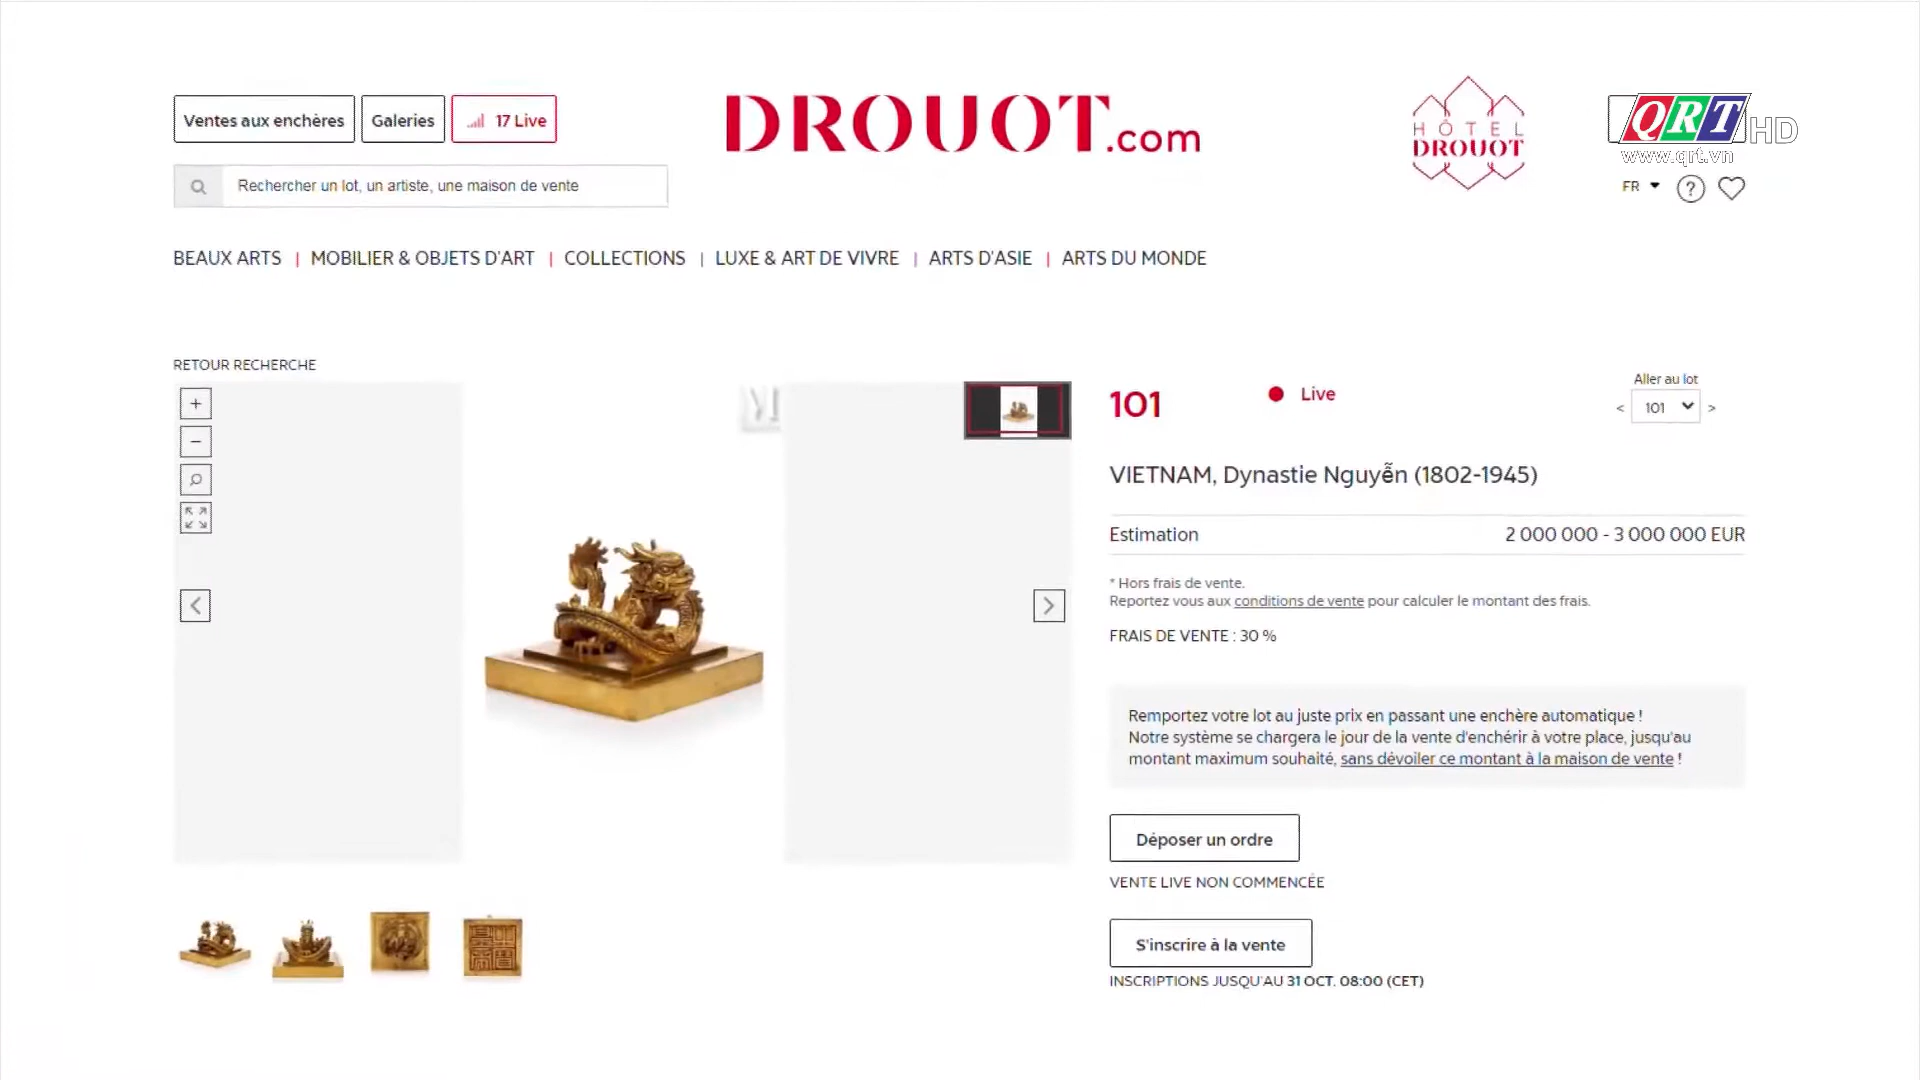 Ventes aux enchères
Galeries
17 Live
DROUOT.com
HÔTEL
DROUOT
QRT HD
www.qrt.vn
Rechercher un lot, un artiste, une maison de vente
FR
?
BEAUX ARTS | MOBILIER & OBJETS D'ART | COLLECTIONS | LUXE & ART DE VIVRE | ARTS D'ASIE | ARTS DU MONDE
RETOUR RECHERCHE
101
Live
Aller au lot
< 101 >
VIETNAM, Dynastie Nguyễn (1802-1945)
Estimation 2 000 000 - 3 000 000 EUR
* Hors frais de vente.
Reportez vous aux conditions de vente pour calculer le montant des frais.
FRAIS DE VENTE : 30 %
Remportez votre lot au juste prix en passant une enchère automatique !
Notre système se chargera le jour de la vente d'enchérir à votre place, jusqu'au
montant maximum souhaité, sans dévoiler ce montant à la maison de vente !
Déposer un ordre
VENTE LIVE NON COMMENCÉE
S'inscrire à la vente
INSCRIPTIONS JUSQU'AU 31 OCT. 08:00 (CET)